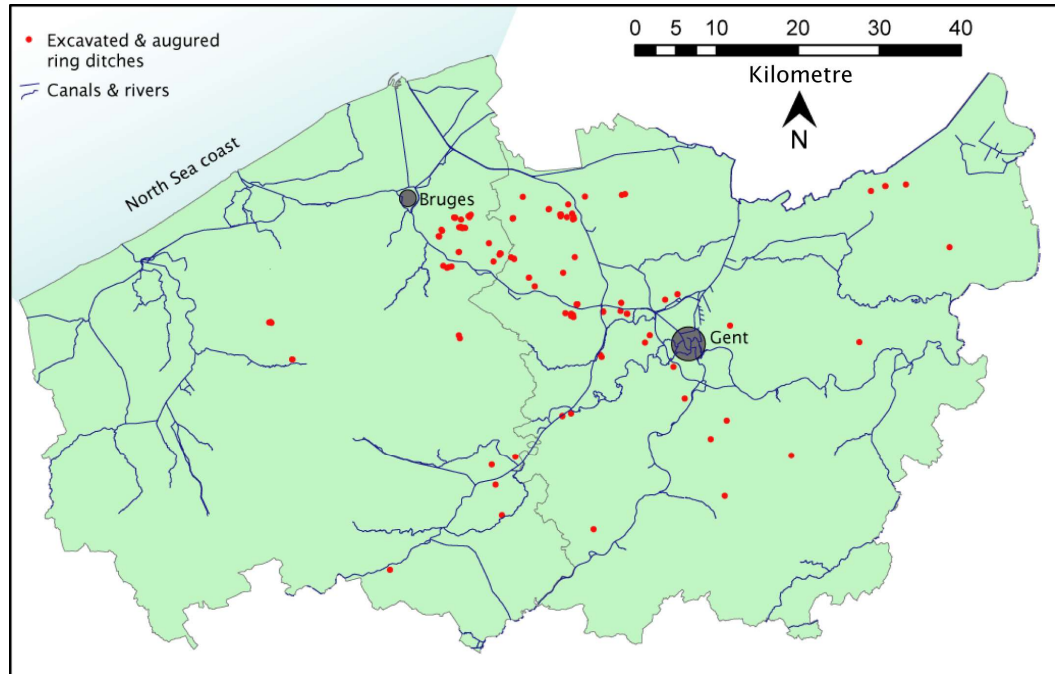 Excavated & augured
ring ditches
Canals & rivers
0 5 10 20 30 40
Kilometre
N
North Sea coast
Bruges
Gent